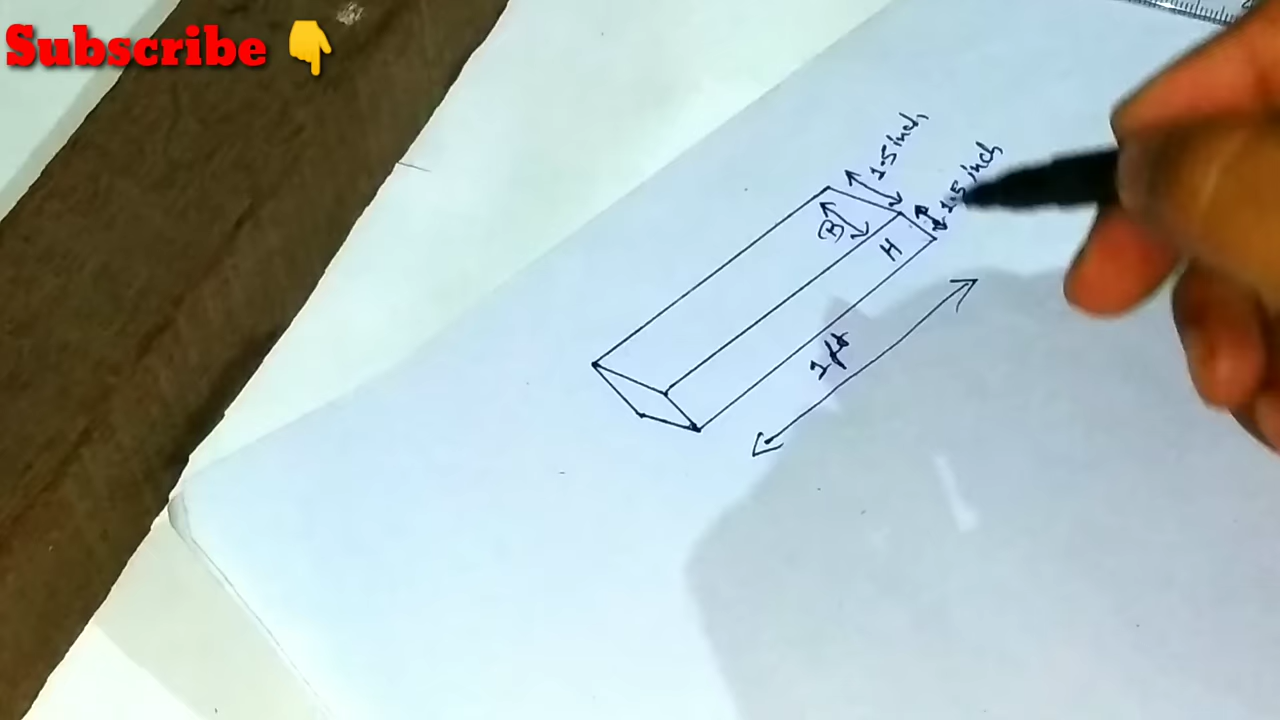 Subscribe 👇
1.5 inch
1.5 inch
B
H
1 ft